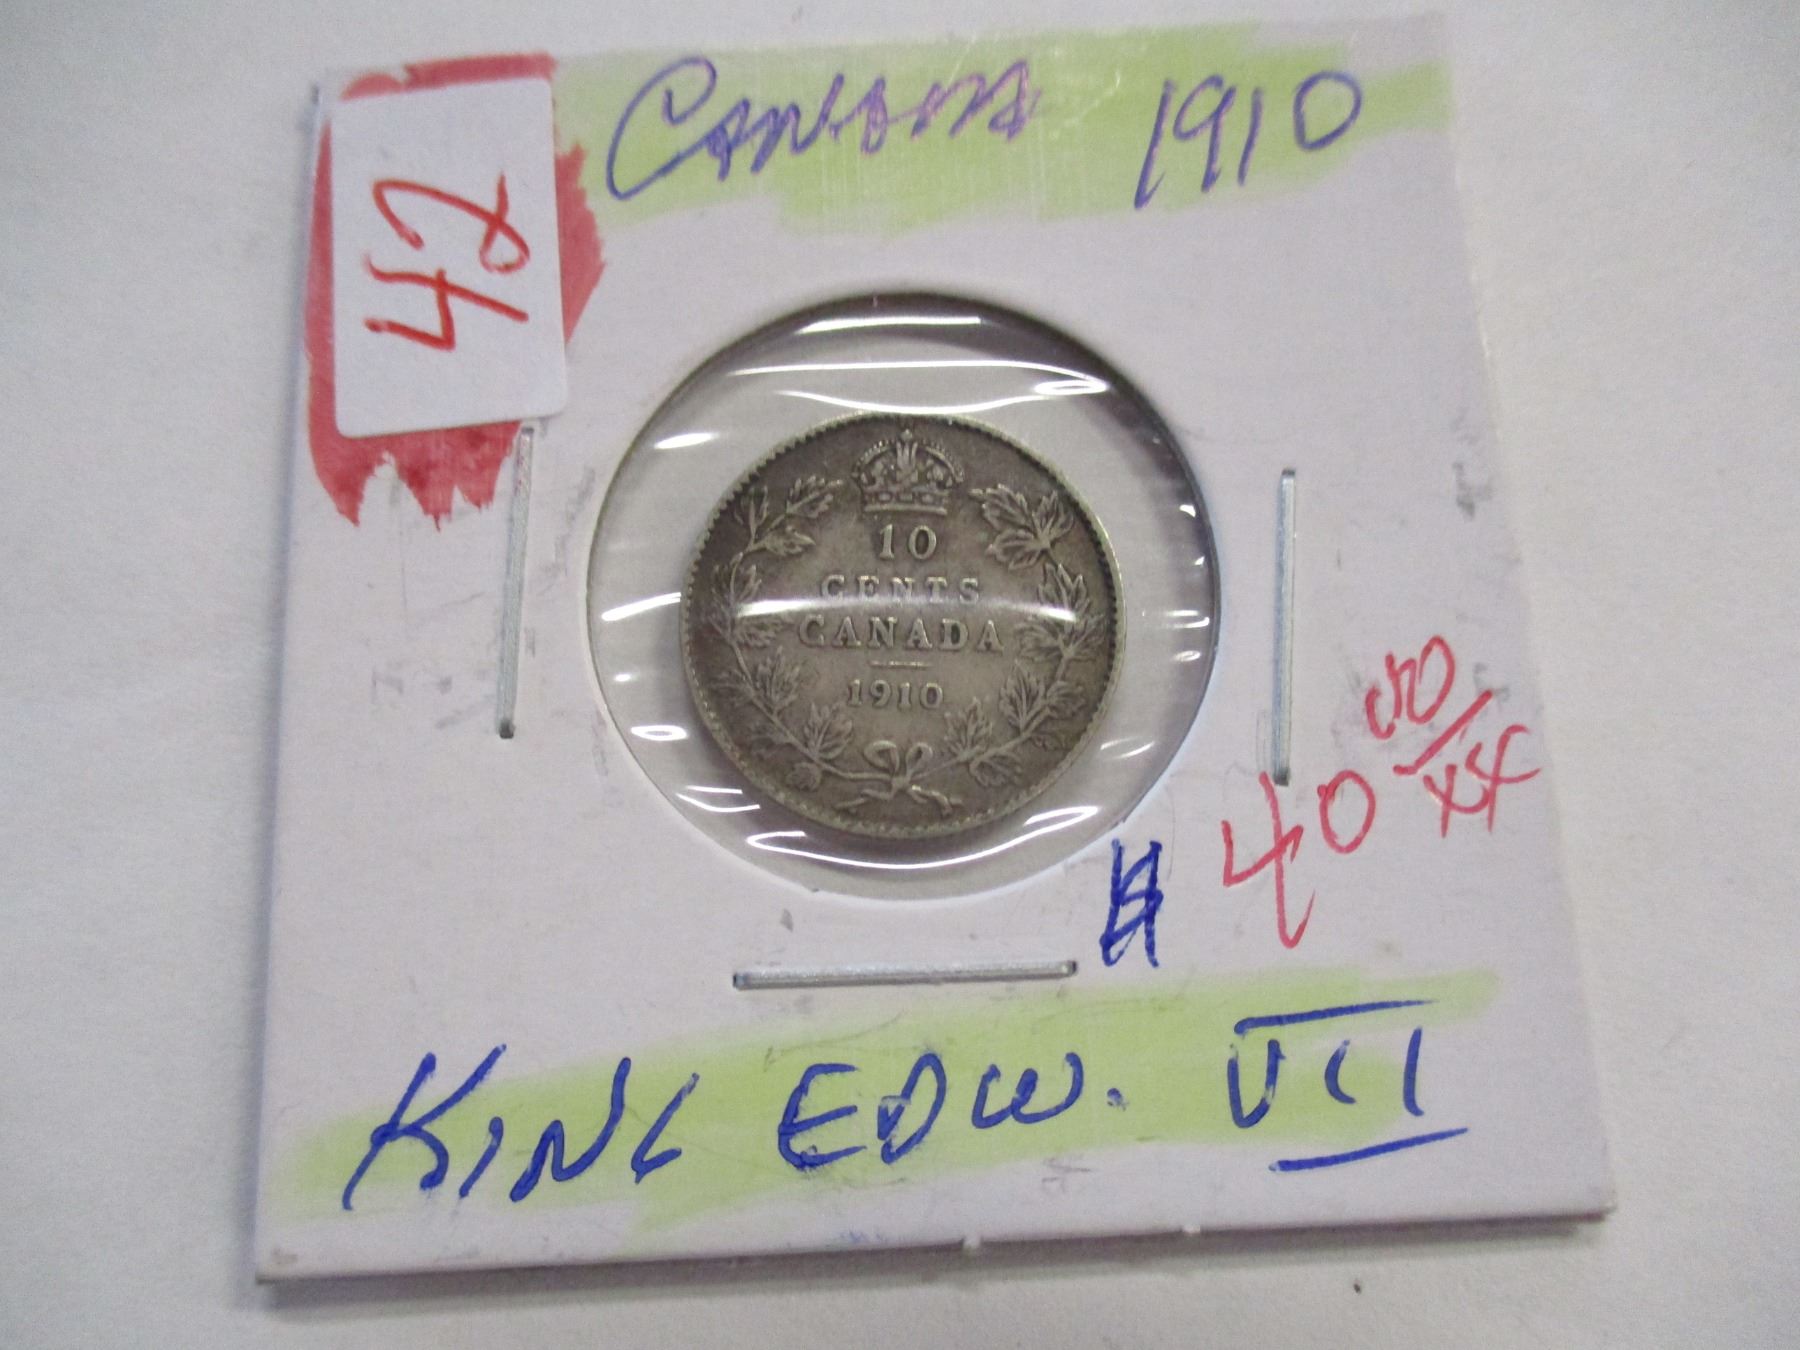 CANADA 1910
42
10
CENTS
CANADA
1910
40 00/XF
KING EDW. VII